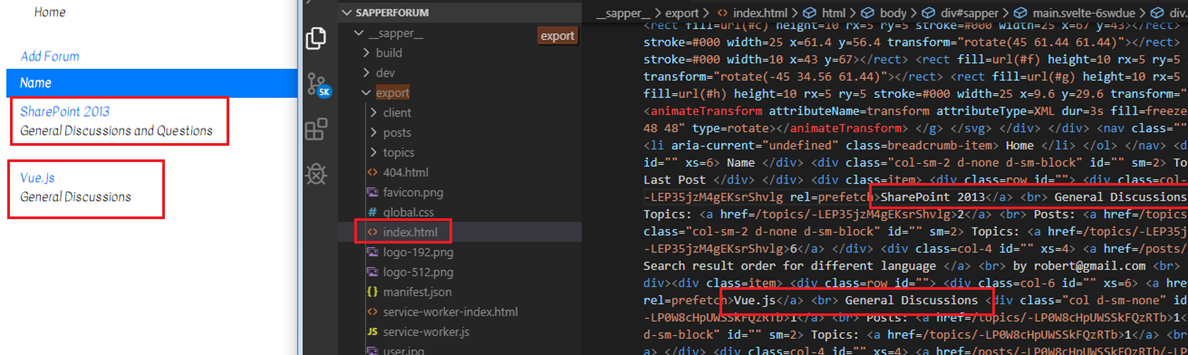 Home
Add Forum
Name
SharePoint 2013
General Discussions and Questions
Vue.js
General Discussions
5K
SAPPERFORUM
__sapper__
export
build
dev
export
client
posts
topics
404.html
favicon.png
global.css
index.html
logo-192.png
logo-512.png
manifest.json
service-worker-index.html
service-worker.js
user.jpg
__sapper__ > export > index.html > html > body > div#sapper > main.svelte-6swdue > div.
<rect fill=url(#c) height=10 rx=5 ry=5 stroke=#000 width=25 x=67 y=43></rect>
stroke=#000 width=25 x=61.4 y=56.4 transform="rotate(45 61.44 61.44)"></rect>
stroke=#000 width=10 x=43 y=67></rect> <rect fill=url(#f) height=10 rx=5 ry=5
transform="rotate(-45 34.56 61.44)"></rect> <rect fill=url(#g) height=10 rx=5
fill=url(#h) height=10 rx=5 ry=5 stroke=#000 width=25 x=9.6 y=29.6 transform="
<animateTransform attributeName=transform attributeType=XML dur=3s fill=freeze
48 48" type=rotate></animateTransform> </g> </svg> </div> </div> <nav class=""
<li aria-current="undefined" class=breadcrumb-item> Home </li> </ol> </nav> <d
id="" xs=6> Name </div> <div class="col-sm-2 d-none d-sm-block" id="" sm=2> To
Last Post </div> </div> <div class=item> <div class=row id=""> <div class=col-
-LEP35jzM4gEKsrShvlg rel=prefetch>SharePoint 2013</a> <br> General Discussions
Topics: <a href=/topics/-LEP35jzM4gEKsrShvlg>2</a> <br> Posts: <a href=/topics/
class="col-sm-2 d-none d-sm-block" id="" sm=2> Topics: <a href=/topics/-LEP35j
-LEP35jzM4gEKsrShvlg>6</a> </div> <div class=col-4 id="" xs=4> <a href=/posts/
Search result order for different language </a> <br> by robert@gmail.com <br>
div><div class=item> <div class=row id=""> <div class=col-6 id="" xs=6> <a hre
rel=prefetch>Vue.js</a> <br> General Discussions <div class="col d-sm-none" id
-LP0W8cHpUWSSkFQzRTb>1</a> <br> Posts: <a href=/topics/-LP0W8cHpUWSSkFQzRTb>1<
d-sm-block" id="" sm=2> Topics: <a href=/topics/-LP0W8cHpUWSSkFQzRTb>1</a> <br
/a> </div> <div class=col-4 id="" xs=4> <a href=/posts/-LP0W8cHpUWSSkFQzRTb/-L